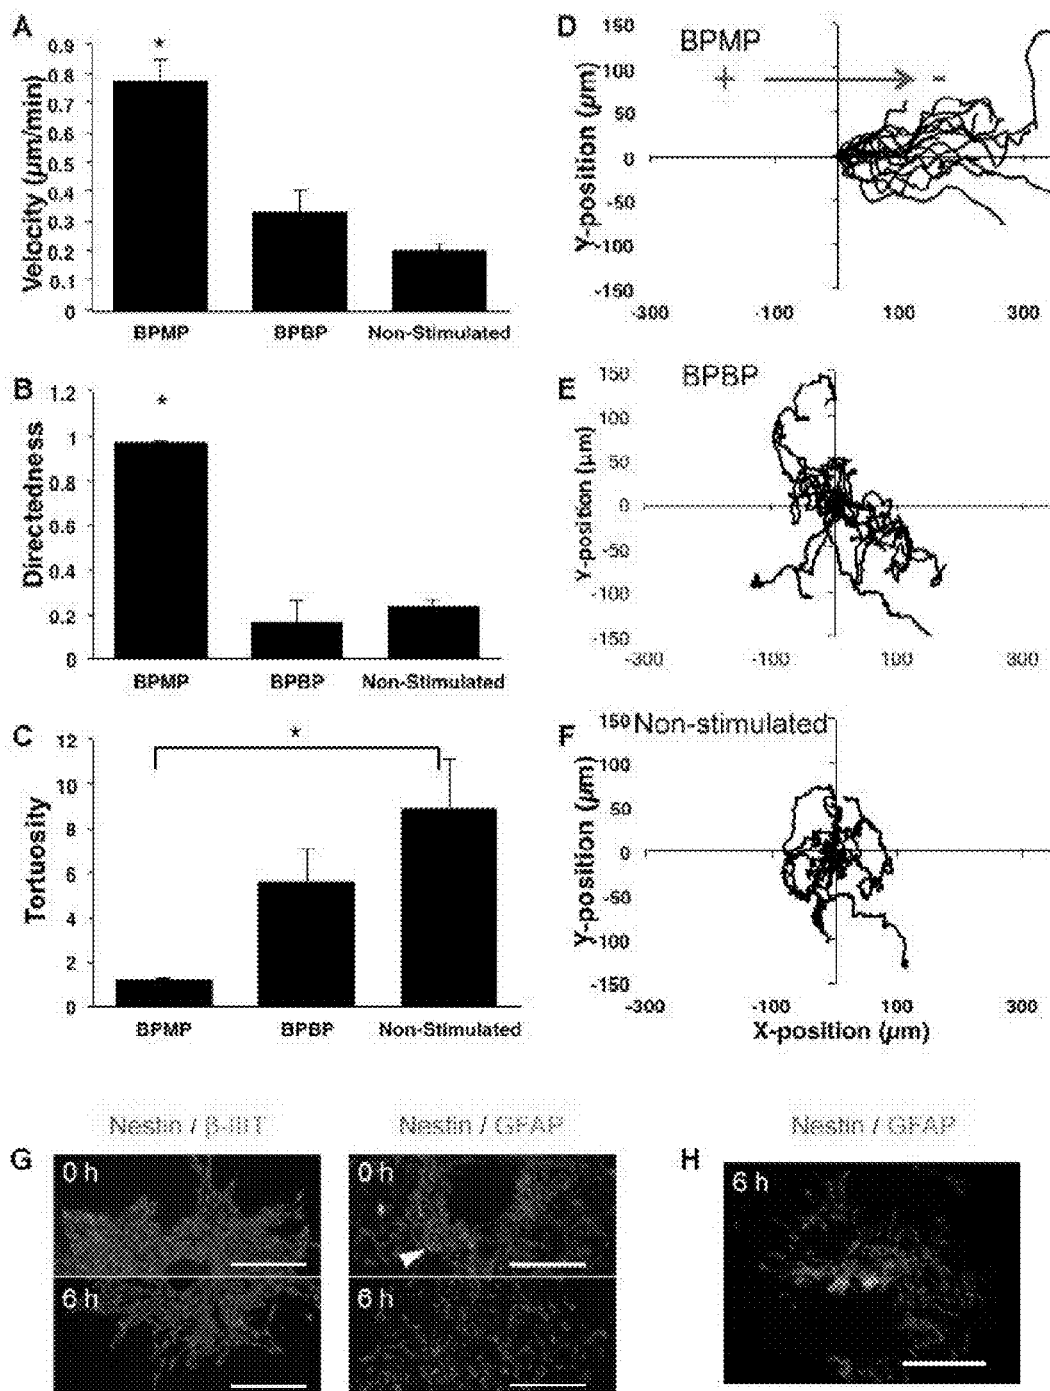 A
Velocity (µm/min)
0.9
*
0.8
0.7
0.6
0.5
0.4
0.3
0.2
0.1
0
BPMP BPBP Non-Stimulated
B
Directedness
1.2
*
1
0.8
0.6
0.4
0.2
0
BPMP BPBP Non-Stimulated
C
Tortuosity
12
*
10
8
6
4
2
0
BPMP BPBP Non-Stimulated
D
Y-position (µm)
150
BPMP
+ -
100
50
0
-50
-100
-150
-300 -100 100 300
E
Y-position (µm)
150
BPBP
100
50
0
-50
-100
-150
-300 -100 100 300
F
Y-position (µm)
150
Non-stimulated
100
50
0
-50
-100
-150
-300 -100 100 300
X-position (µm)
Nestin / β-IIIT
Nestin / GFAP
Nestin / GFAP
G
0 h
0 h
6 h
6 h
H
6 h